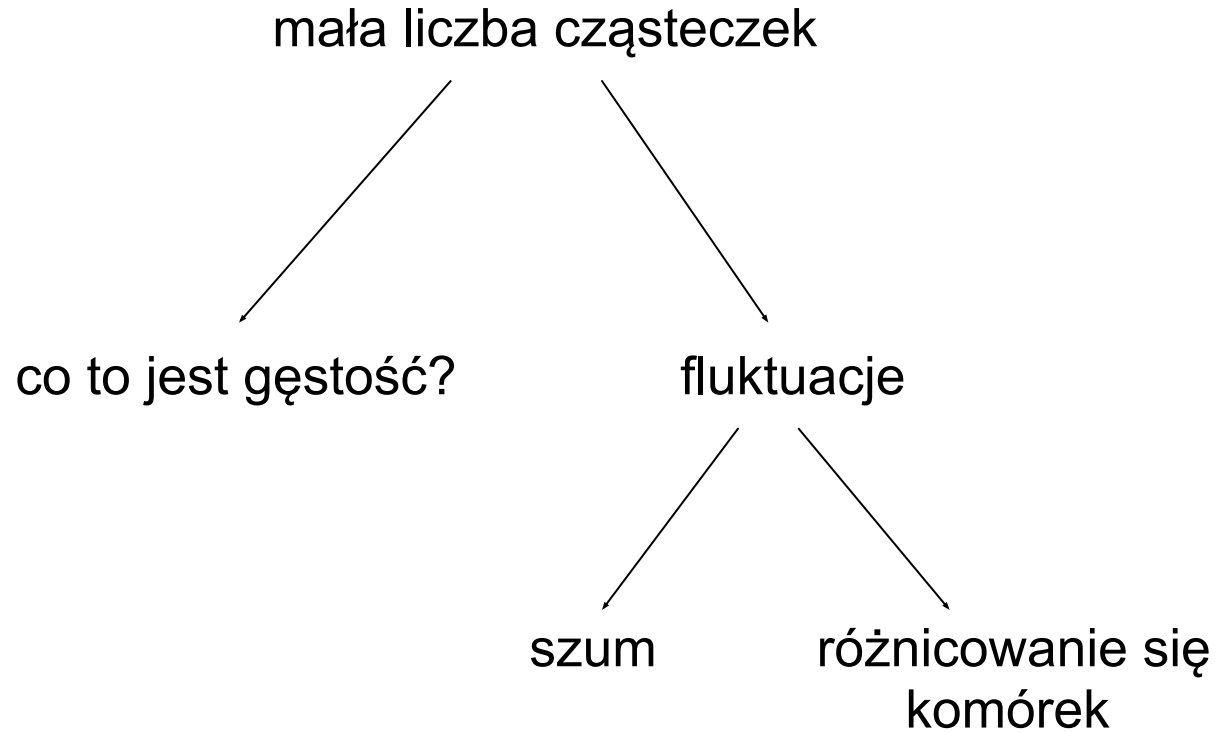 mała liczba cząsteczek
co to jest gęstość?
fluktuacje
szum
różnicowanie się
komórek